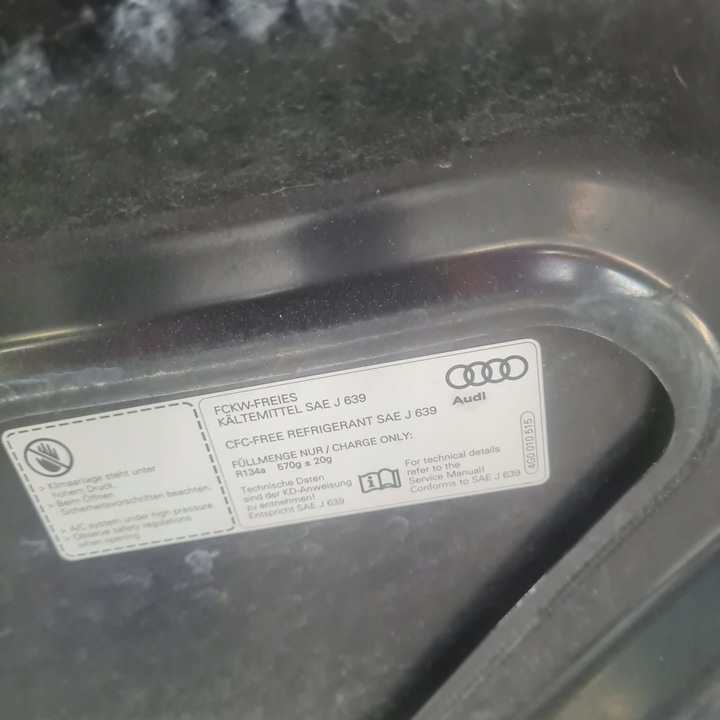 > Klimaanlage steht unter
hohem Druck.
> Beim Öffnen
Sicherheitsvorschriften beachten.
> A/C system under high pressure.
> Observe safety regulations
when opening.
FCKW-FREIES
KÄLTEMITTEL SAE J 639
CFC-FREE REFRIGERANT SAE J 639
FÜLLMENGE NUR / CHARGE ONLY:
R134a 570g ± 20g
Technische Daten
sind der KD-Anweisung
zu entnehmen!
Entspricht SAE J 639
i
For technical details
refer to the
Service Manual!
Conforms to SAE J 639
Audi
4G0 010 515